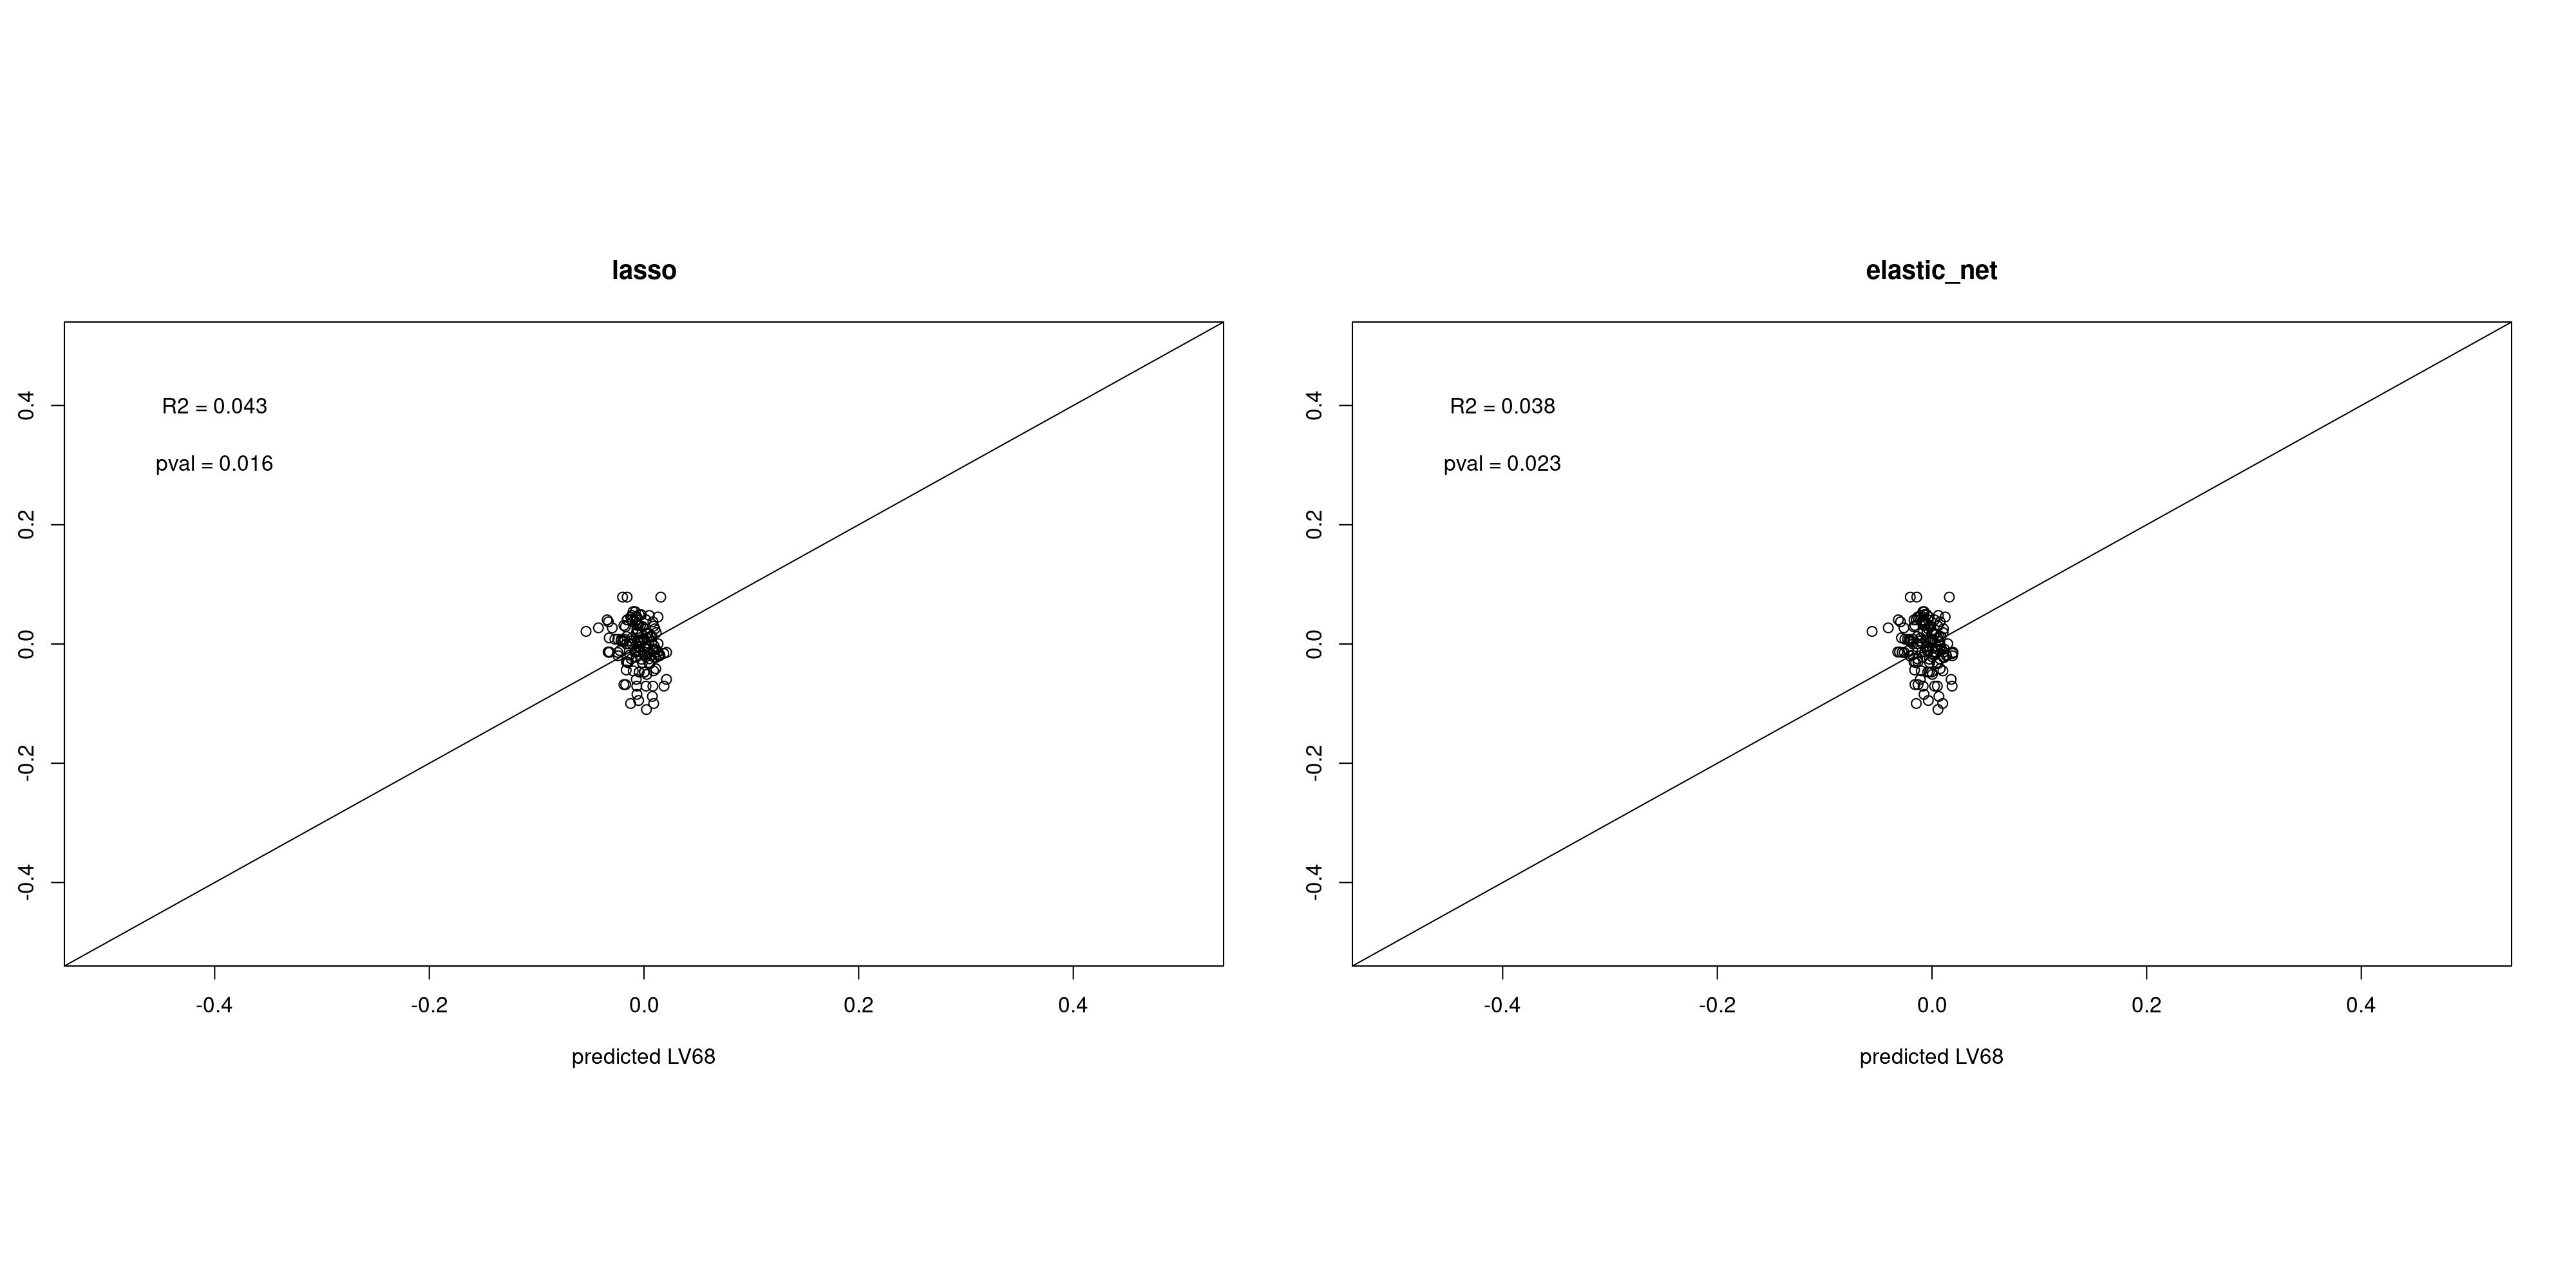 lasso
R2 = 0.043
pval = 0.016
0.4
0.2
0.0
-0.2
-0.4
-0.4 -0.2 0.0 0.2 0.4
predicted LV68
elastic_net
R2 = 0.038
pval = 0.023
0.4
0.2
0.0
-0.2
-0.4
-0.4 -0.2 0.0 0.2 0.4
predicted LV68